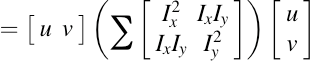 = [ u v ] ( ∑ [ I_x^2 I_xI_y ; I_xI_y I_y^2 ] ) [ u ; v ]